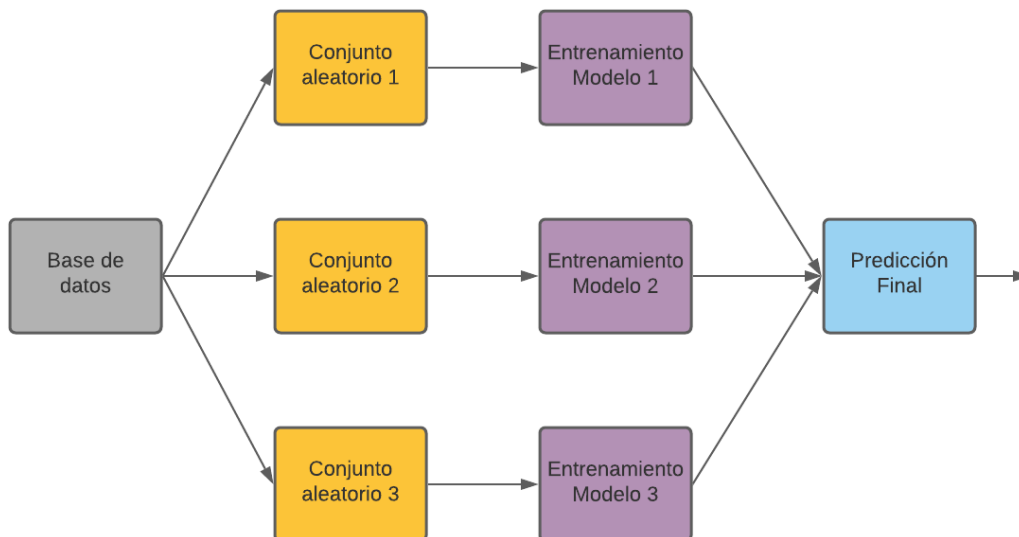 Conjunto
aleatorio 1
Entrenamiento
Modelo 1
Base de
datos
Conjunto
aleatorio 2
Entrenamiento
Modelo 2
Predicción
Final
Conjunto
aleatorio 3
Entrenamiento
Modelo 3